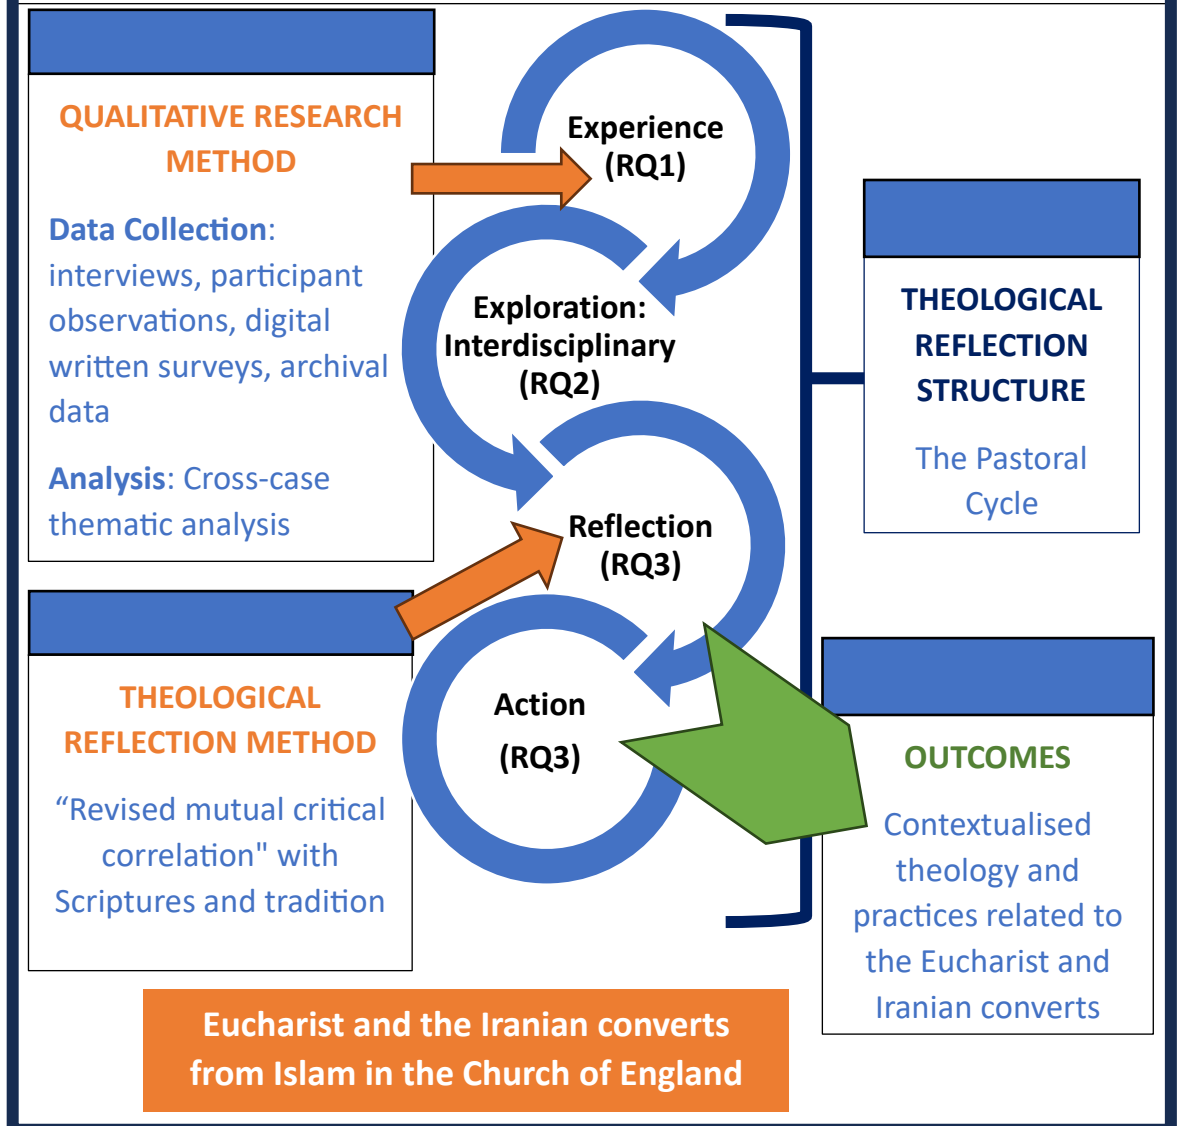 QUALITATIVE RESEARCH
METHOD
Data Collection:
interviews, participant
observations, digital
written surveys, archival
data
Analysis: Cross-case
thematic analysis
THEOLOGICAL
REFLECTION METHOD
“Revised mutual critical
correlation" with
Scriptures and tradition
Experience
(RQ1)
Exploration:
Interdisciplinary
(RQ2)
Reflection
(RQ3)
Action
(RQ3)
THEOLOGICAL
REFLECTION
STRUCTURE
The Pastoral
Cycle
OUTCOMES
Contextualised
theology and
practices related to
the Eucharist and
Iranian converts
Eucharist and the Iranian converts
from Islam in the Church of England